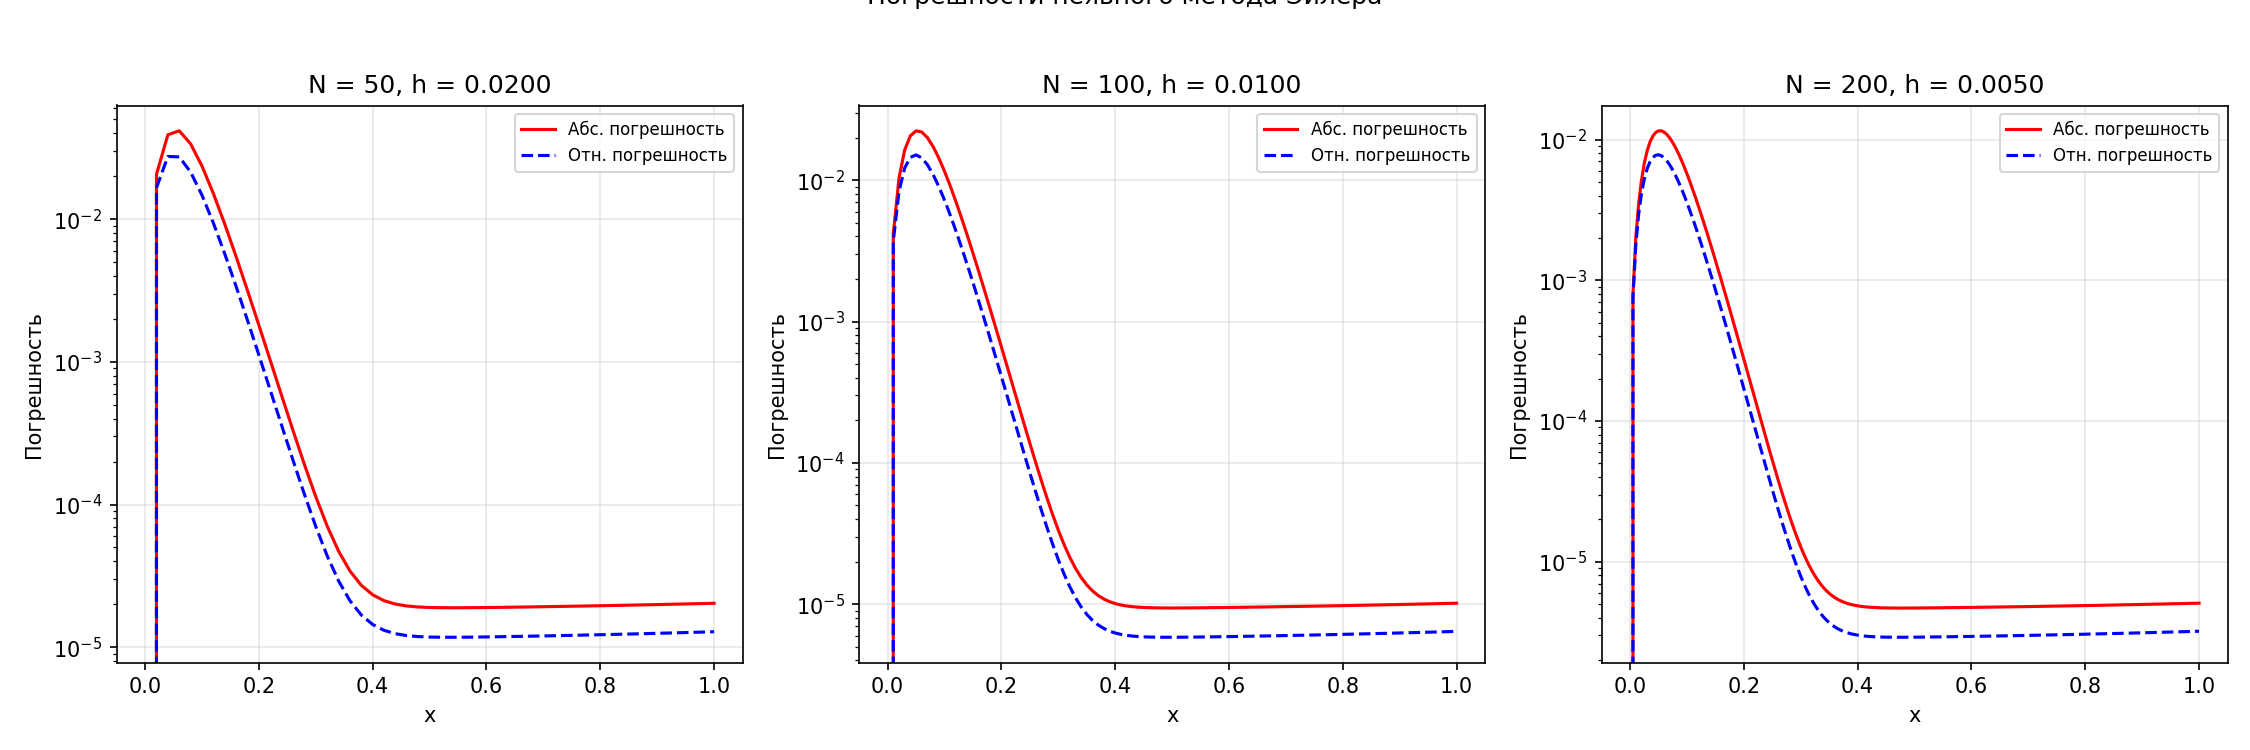 Погрешности неявного метода Эйлера
N = 50, h = 0.0200
Абс. погрешность
Отн. погрешность
Погрешность
10⁻²
10⁻³
10⁻⁴
10⁻⁵
0.0 0.2 0.4 0.6 0.8 1.0
x
N = 100, h = 0.0100
Абс. погрешность
Отн. погрешность
Погрешность
10⁻²
10⁻³
10⁻⁴
10⁻⁵
0.0 0.2 0.4 0.6 0.8 1.0
x
N = 200, h = 0.0050
Абс. погрешность
Отн. погрешность
Погрешность
10⁻²
10⁻³
10⁻⁴
10⁻⁵
0.0 0.2 0.4 0.6 0.8 1.0
x